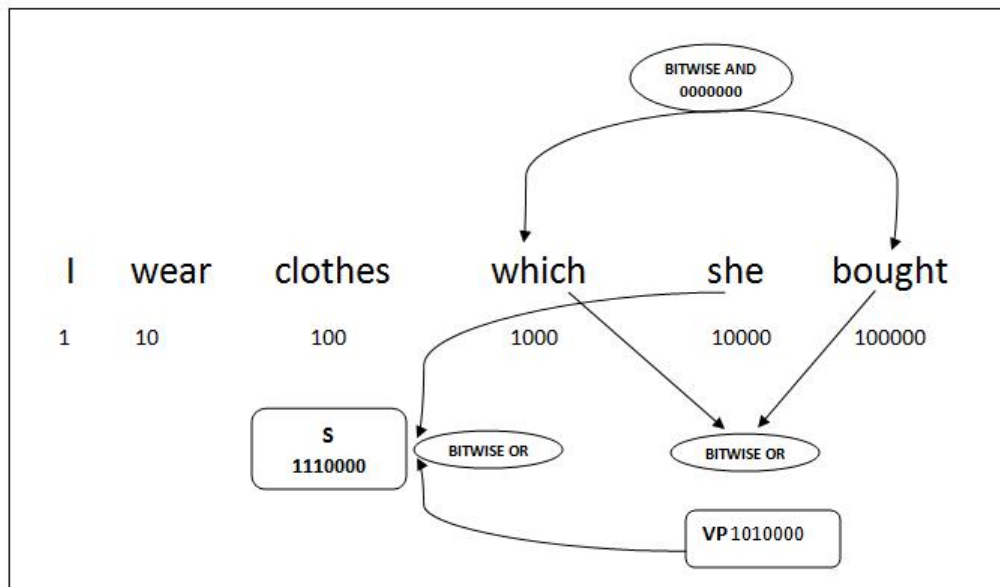 BITWISE AND
0000000
I wear clothes which she bought
1 10 100 1000 10000 100000
S
1110000
BITWISE OR
BITWISE OR
VP 1010000